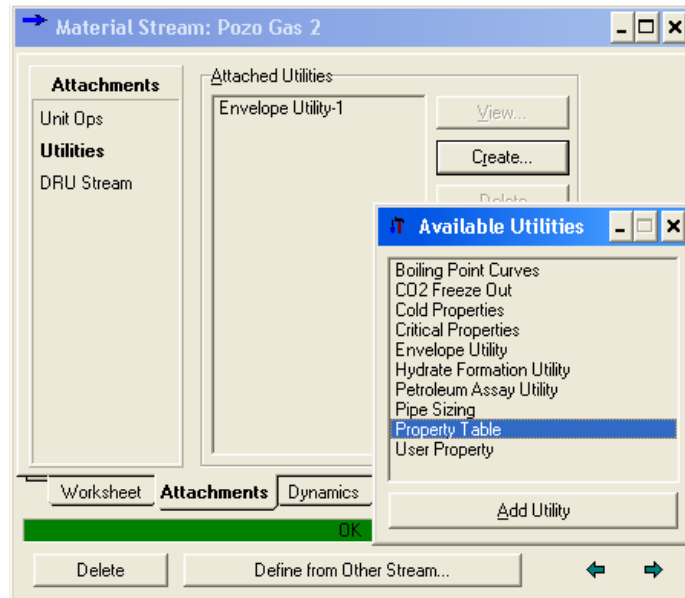 Material Stream: Pozo Gas 2
Attachments
Unit Ops
Utilities
DRU Stream
Attached Utilities
Envelope Utility-1
View...
Create...
Delete
Available Utilities
Boiling Point Curves
CO2 Freeze Out
Cold Properties
Critical Properties
Envelope Utility
Hydrate Formation Utility
Petroleum Assay Utility
Pipe Sizing
Property Table
User Property
Add Utility
Worksheet Attachments Dynamics
OK
Delete Define from Other Stream...